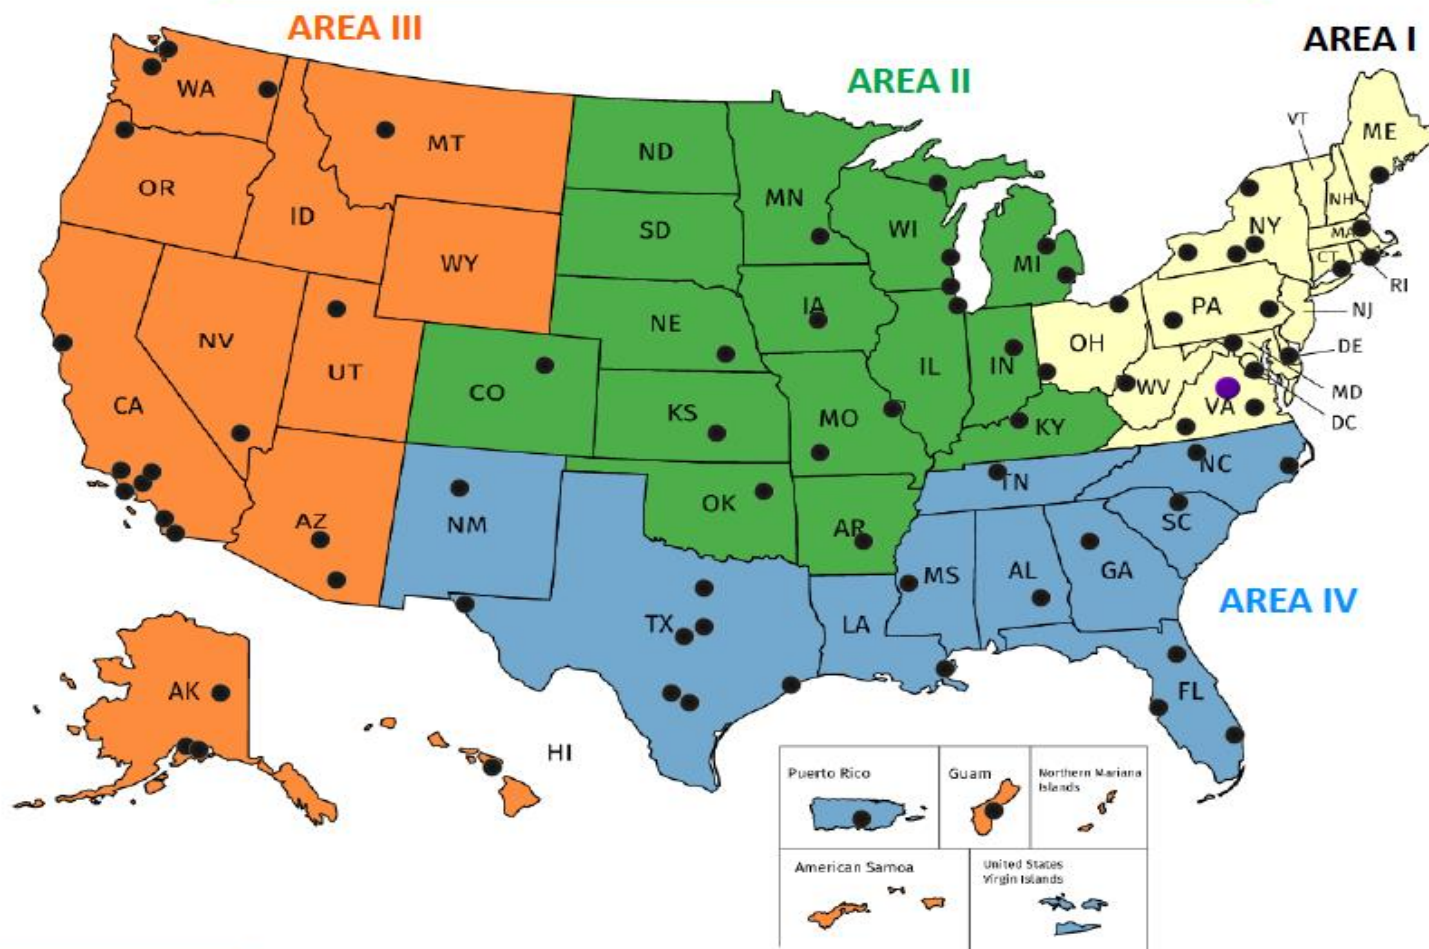 AREA III
AREA I
AREA II
VT
ME
WA
MT
ND
MN
OR
ID
NH
WI
NY
SD
MA
MI
CT
WY
RI
IA
PA
NJ
NE
NV
OH
DE
UT
IL
IN
CO
WV
MD
CA
VA
KS
MO
DC
KY
NC
TN
OK
AZ
NM
SC
AR
MS
AL
GA
AREA IV
TX
LA
AK
FL
HI
Puerto Rico
Guam
Northern Mariana
Islands
American Samoa
United States
Virgin Islands